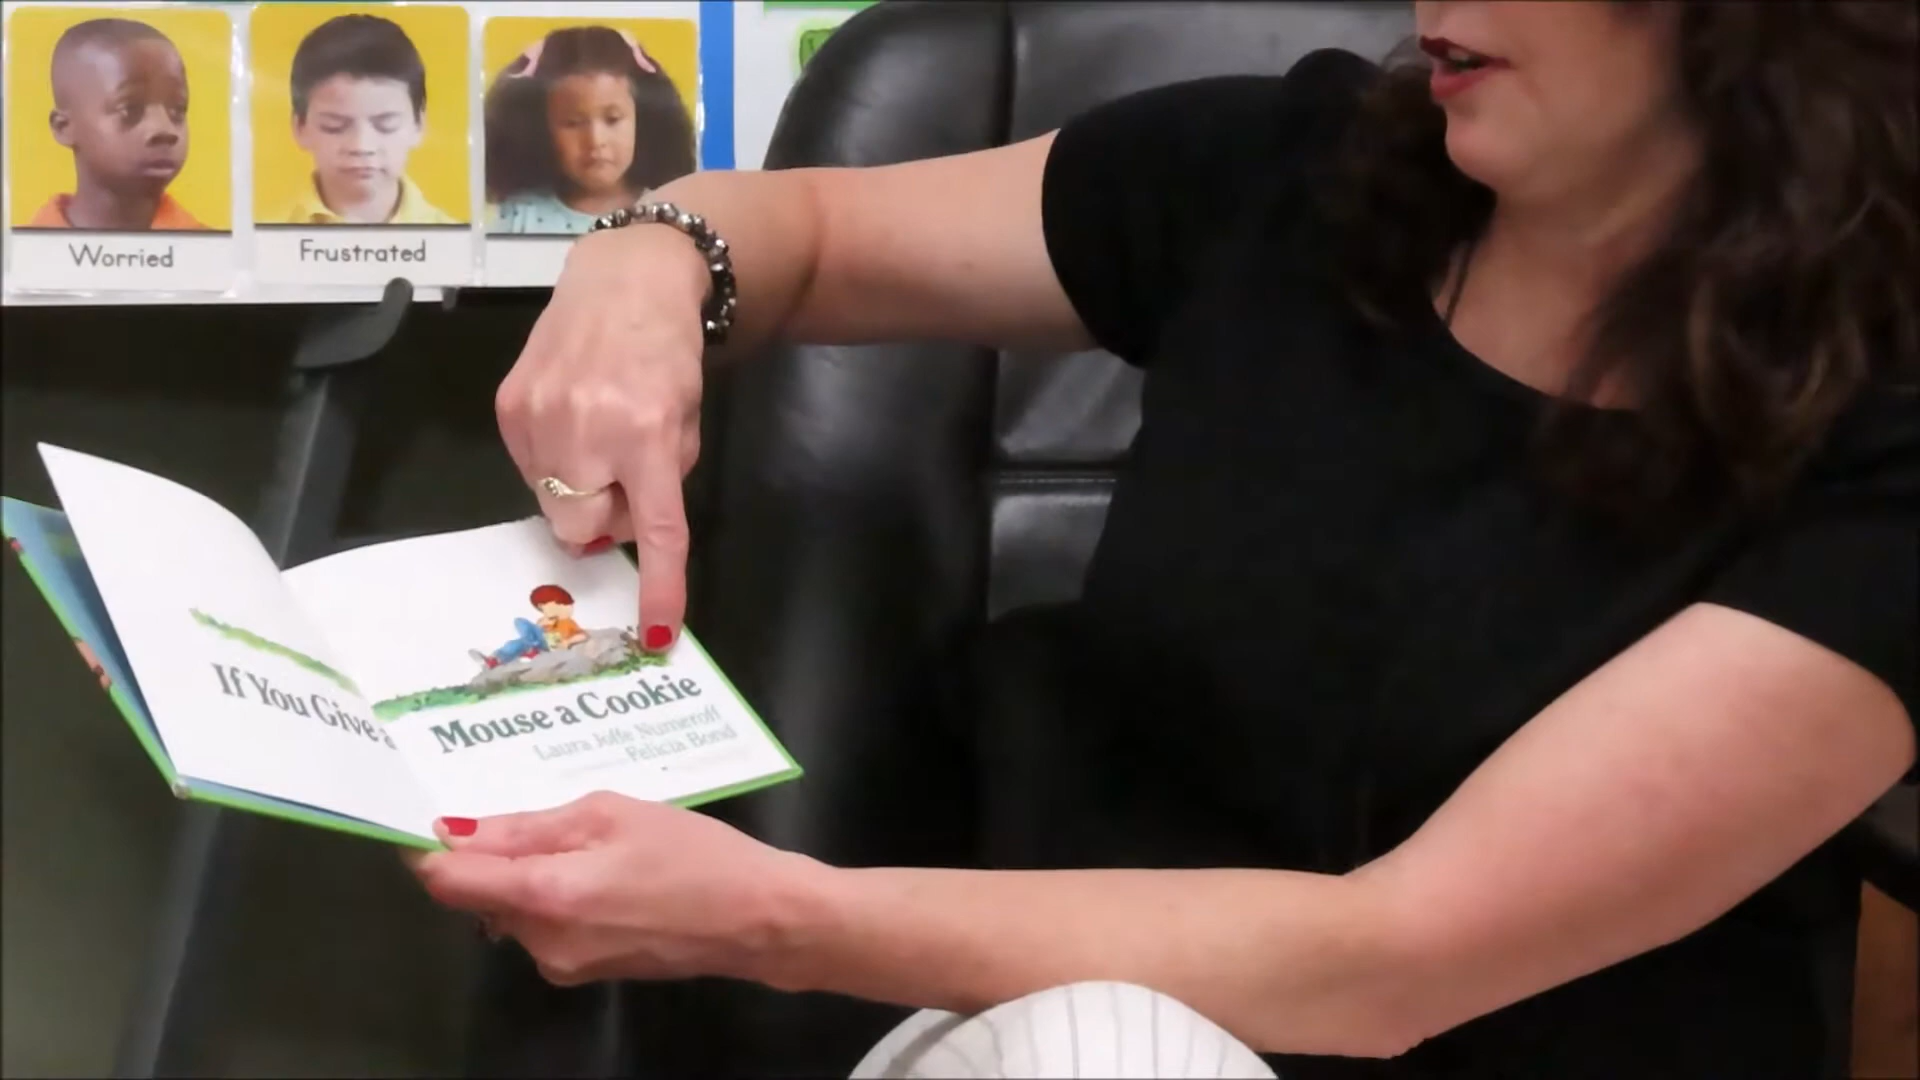 Worried
Frustrated
If You Give a
Mouse a Cookie
Laura Joffe Numeroff
Felicia Bond